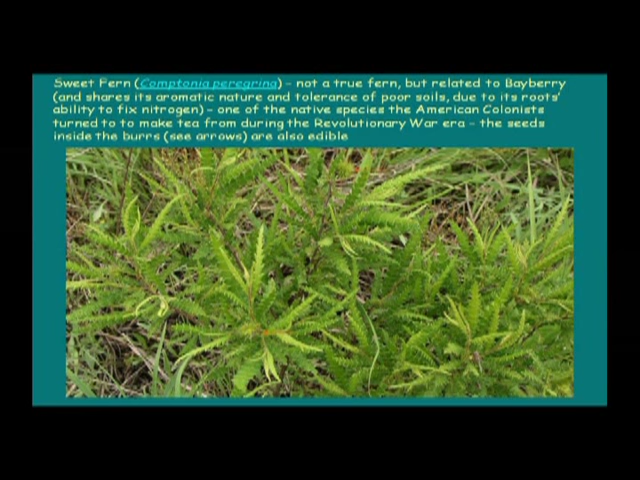 Sweet Fern (Comptonia peregrina) – not a true fern, but related to Bayberry
(and shares its aromatic nature and tolerance of poor soils, due to its roots'
ability to fix nitrogen) – one of the native species the American Colonists
turned to to make tea from during the Revolutionary War era – the seeds
inside the burrs (see arrows) are also edible